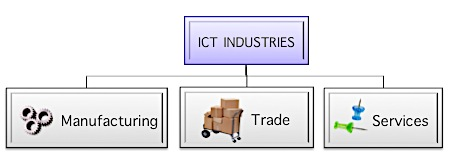 ICT INDUSTRIES
Manufacturing
Trade
Services